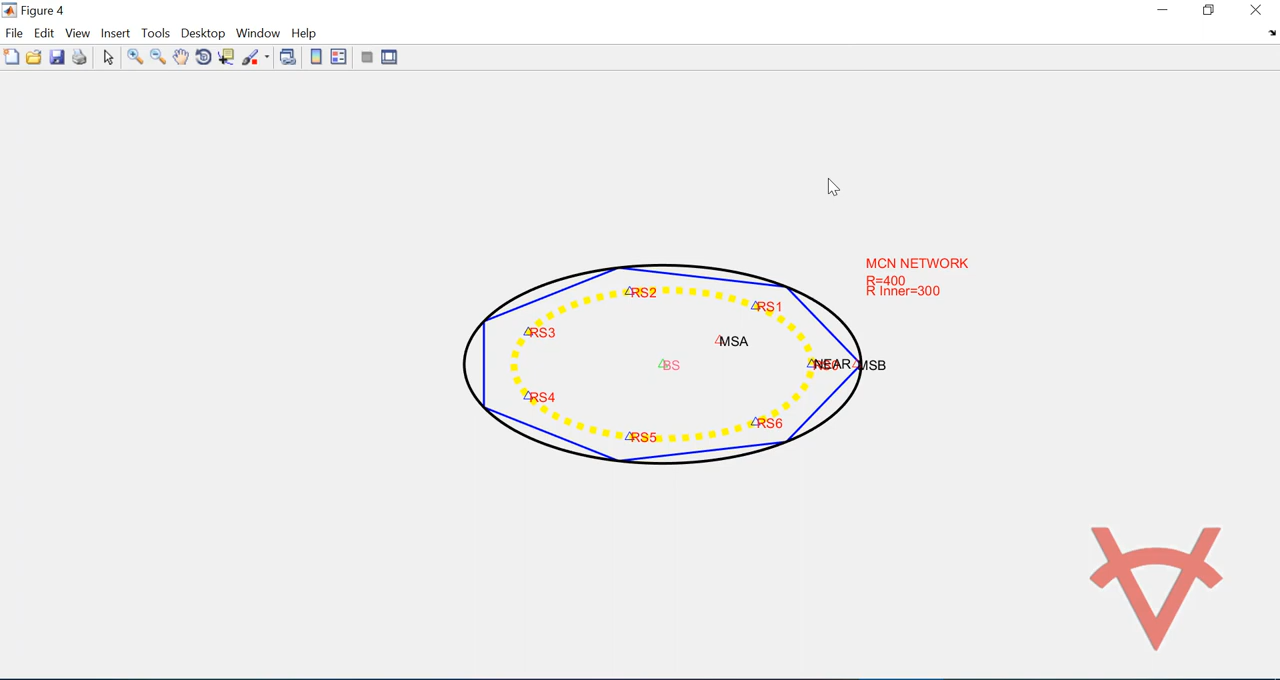 Figure 4
File Edit View Insert Tools Desktop Window Help
MCN NETWORK
R=400
R Inner=300
RS2
RS1
RS3
MSA
BS
NEAR
MSB
RS4
RS6
RS5